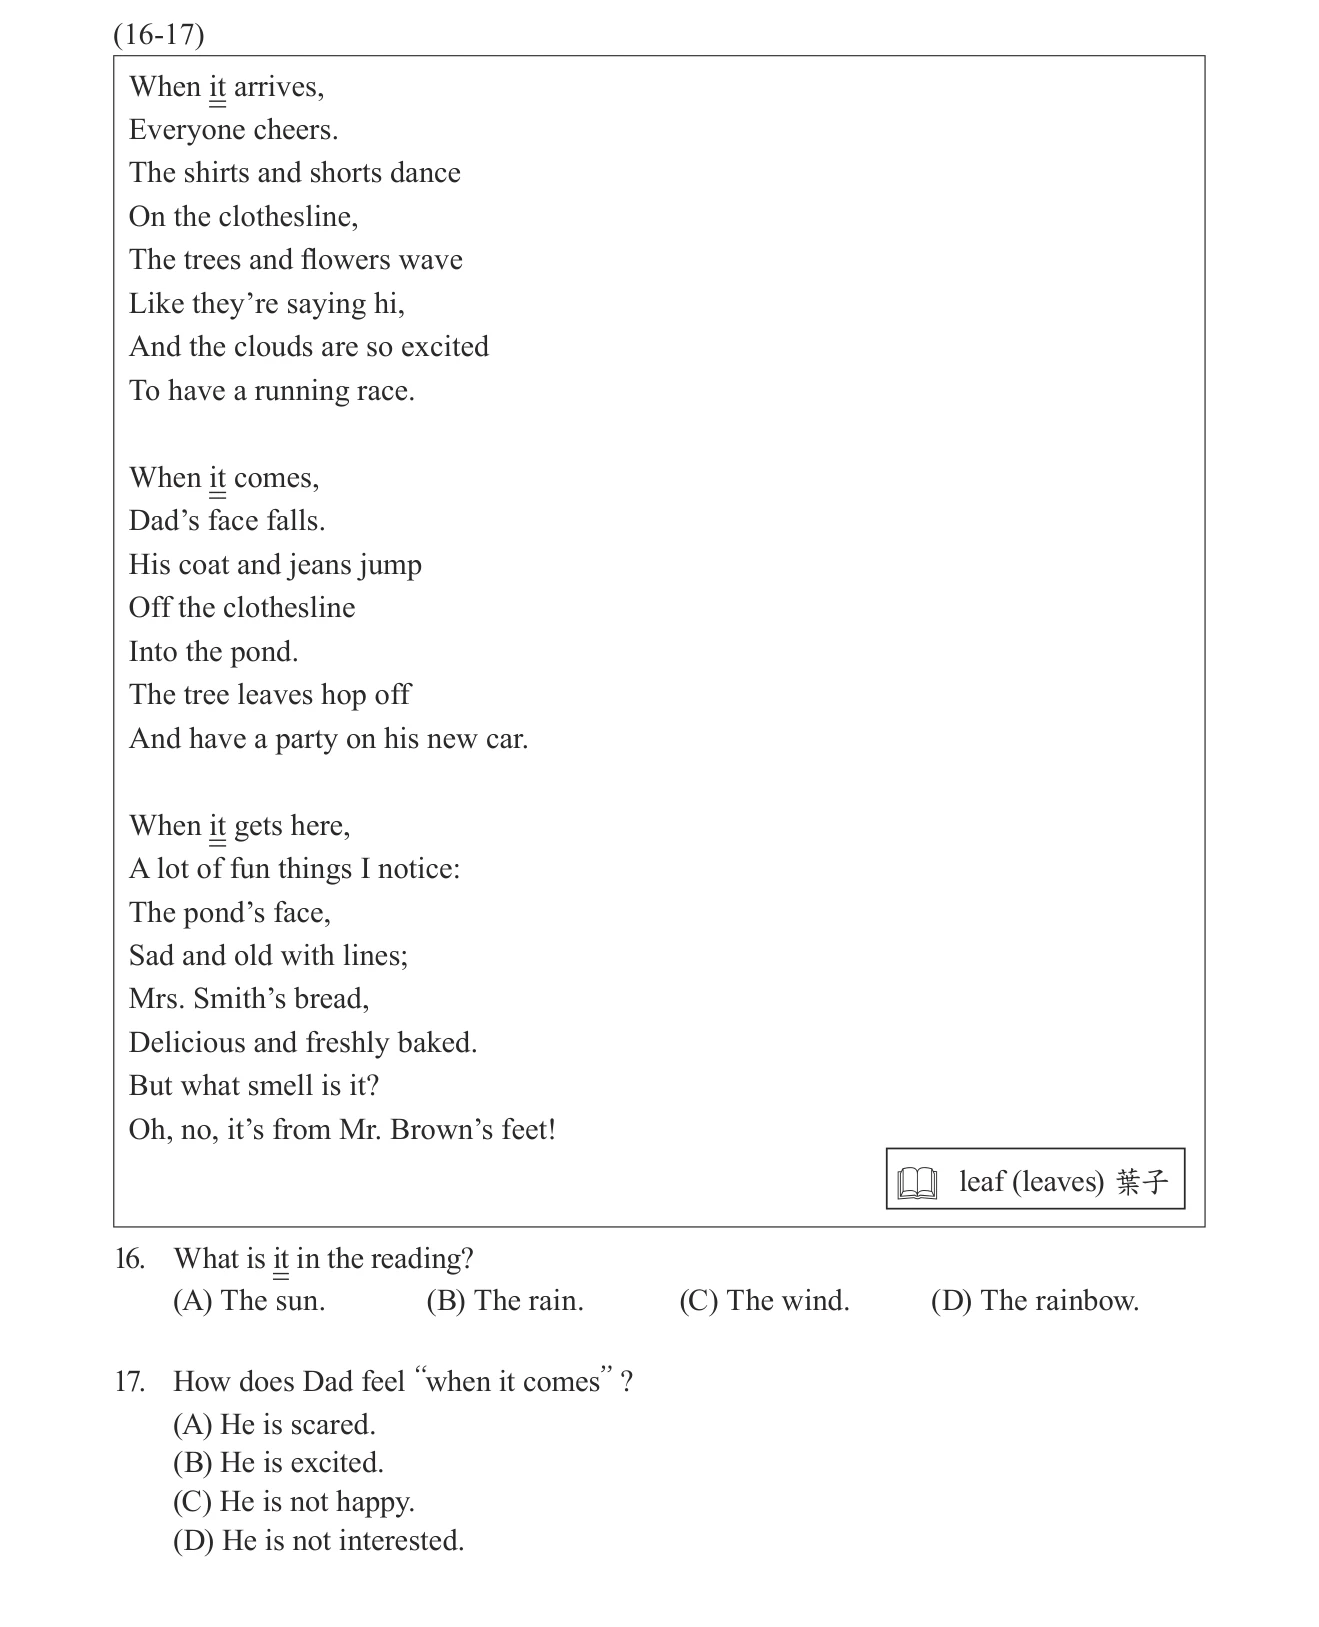 (16-17)
When it arrives,
Everyone cheers.
The shirts and shorts dance
On the clothesline,
The trees and flowers wave
Like they’re saying hi,
And the clouds are so excited
To have a running race.
When it comes,
Dad’s face falls.
His coat and jeans jump
Off the clothesline
Into the pond.
The tree leaves hop off
And have a party on his new car.
When it gets here,
A lot of fun things I notice:
The pond’s face,
Sad and old with lines;
Mrs. Smith’s bread,
Delicious and freshly baked.
But what smell is it?
Oh, no, it’s from Mr. Brown’s feet!
leaf (leaves) 葉子
16. What is it in the reading?
(A) The sun. (B) The rain. (C) The wind. (D) The rainbow.
17. How does Dad feel “when it comes”?
(A) He is scared.
(B) He is excited.
(C) He is not happy.
(D) He is not interested.